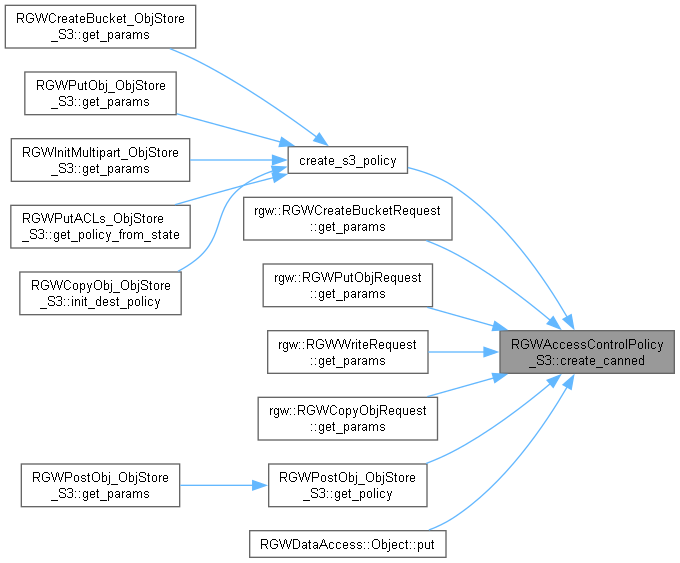 RGWCreateBucket_ObjStore
_S3::get_params
RGWPutObj_ObjStore
_S3::get_params
RGWInitMultipart_ObjStore
_S3::get_params
create_s3_policy
RGWPutACLs_ObjStore
_S3::get_policy_from_state
rgw::RGWCreateBucketRequest
::get_params
RGWCopyObj_ObjStore
_S3::init_dest_policy
rgw::RGWPutObjRequest
::get_params
rgw::RGWWriteRequest
::get_params
RGWAccessControlPolicy
_S3::create_canned
rgw::RGWCopyObjRequest
::get_params
RGWPostObj_ObjStore
_S3::get_params
RGWPostObj_ObjStore
_S3::get_policy
RGWDataAccess::Object::put